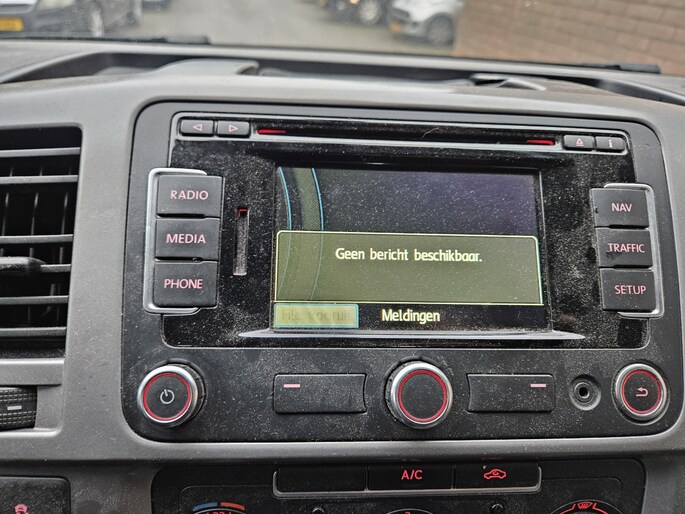 RADIO
MEDIA
PHONE
Geen bericht beschikbaar.
Meldingen
NAV
TRAFFIC
SETUP
A/C